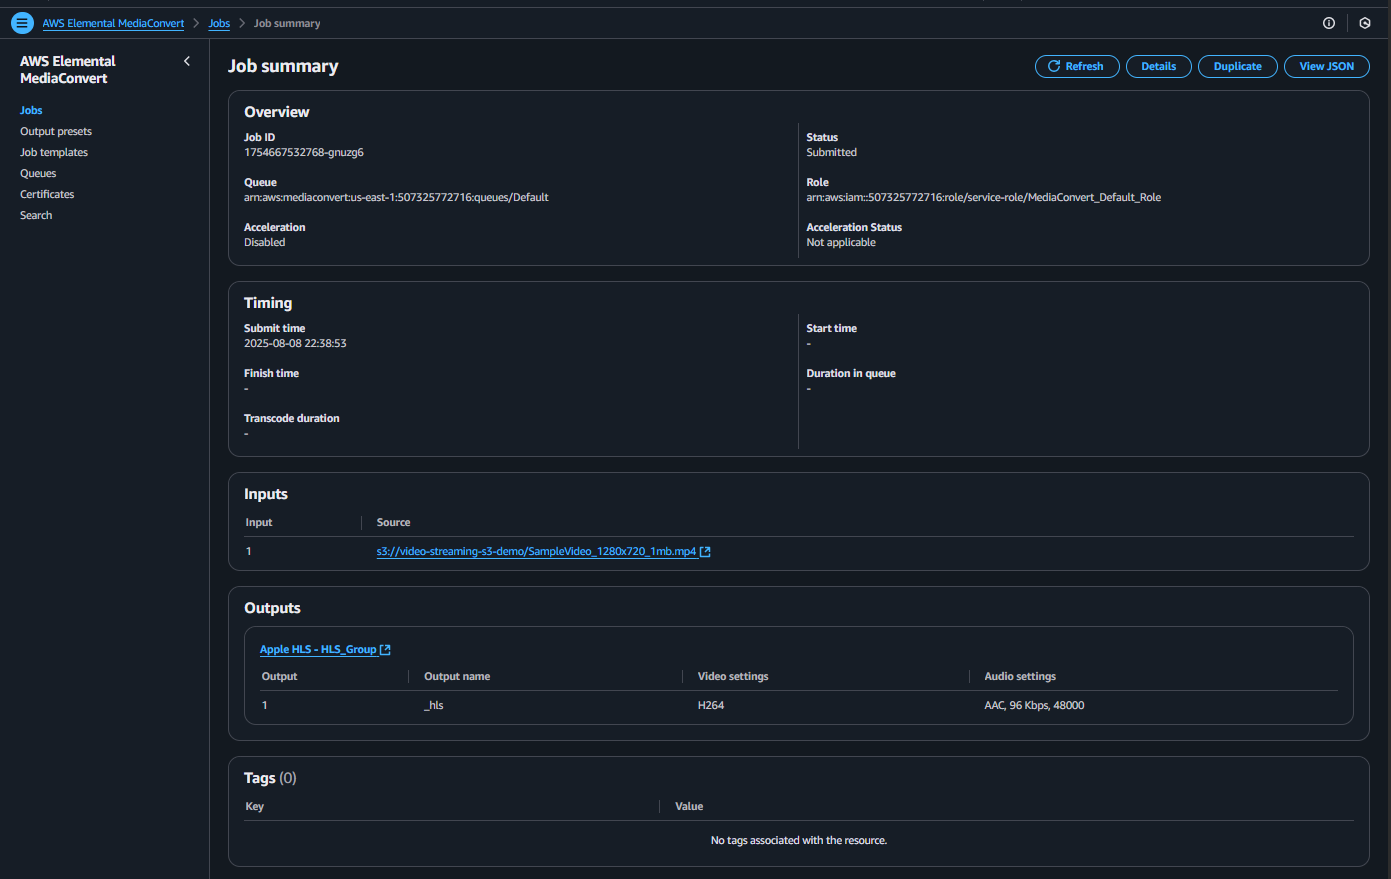 AWS Elemental MediaConvert > Jobs > Job summary
AWS Elemental
MediaConvert
Jobs
Output presets
Job templates
Queues
Certificates
Search
Job summary
Refresh Details Duplicate View JSON
Overview
Job ID
1754667532768-gnuzg6
Status
Submitted
Queue
arn:aws:mediaconvert:us-east-1:507325772716:queues/Default
Role
arn:aws:iam::507325772716:role/service-role/MediaConvert_Default_Role
Acceleration
Disabled
Acceleration Status
Not applicable
Timing
Submit time
2025-08-08 22:38:53
Start time
-
Finish time
-
Duration in queue
-
Transcode duration
-
Inputs
Input Source
1 s3://video-streaming-s3-demo/SampleVideo_1280x720_1mb.mp4
Outputs
Apple HLS - HLS_Group
Output Output name Video settings Audio settings
1 _hls H264 AAC, 96 Kbps, 48000
Tags (0)
Key Value
No tags associated with the resource.